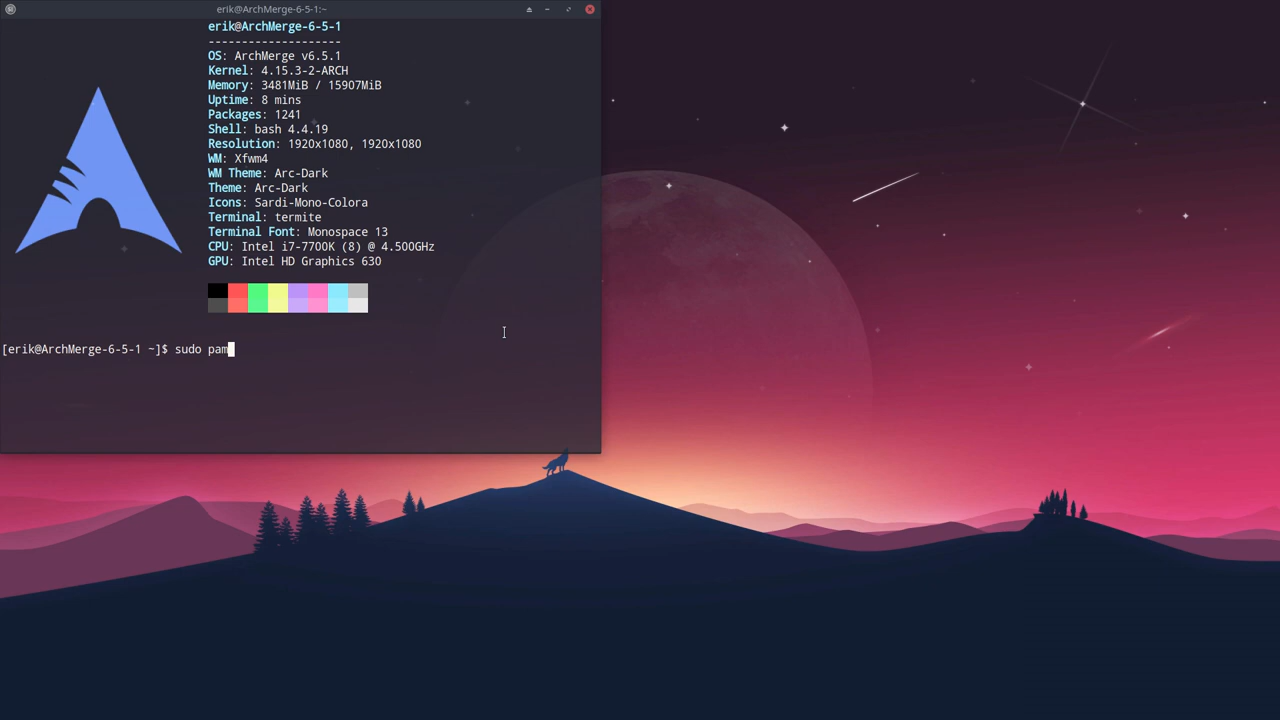 erik@ArchMerge-6-5-1:~
erik@ArchMerge-6-5-1
--------------------
OS: ArchMerge v6.5.1
Kernel: 4.15.3-2-ARCH
Memory: 3481MiB / 15907MiB
Uptime: 8 mins
Packages: 1241
Shell: bash 4.4.19
Resolution: 1920x1080, 1920x1080
WM: Xfwm4
WM Theme: Arc-Dark
Theme: Arc-Dark
Icons: Sardi-Mono-Colora
Terminal: termite
Terminal Font: Monospace 13
CPU: Intel i7-7700K (8) @ 4.500GHz
GPU: Intel HD Graphics 630
[erik@ArchMerge-6-5-1 ~]$ sudo pam